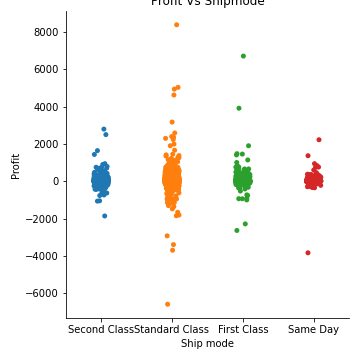 Profit Vs Shipmode
8000
6000
4000
2000
0
−2000
−4000
−6000
Profit
Second Class Standard Class First Class Same Day
Ship mode